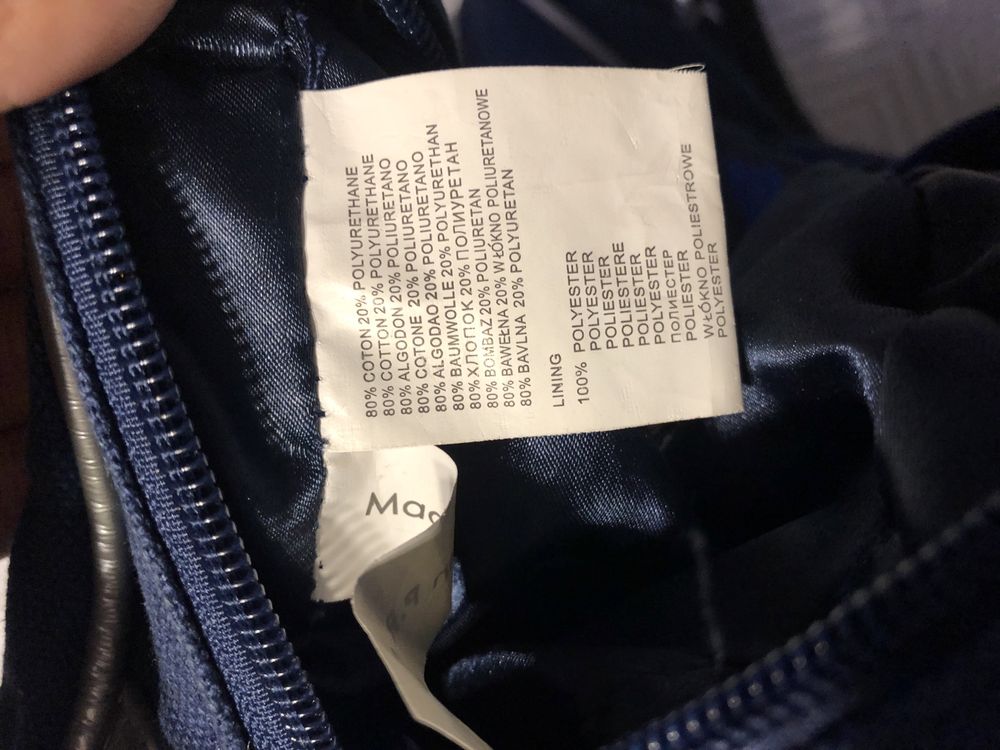 80% COTON 20% POLYURETHANE
80% COTTON 20% POLYURETHANE
80% ALGODON 20% POLIURETANO
80% COTONE 20% POLIURETANO
80% ALGODAO 20% POLIURETANO
80% BAUMWOLLE 20% POLYURETHAN
80% ХЛОПОК 20% ПОЛИУРЕТАН
80% BOMBAZ 20% POLIURETAN
80% BAWEŁNA 20% WŁÓKNO POLIURETANOWE
80% BAVLNA 20% POLYURETAN
LINING
100% POLYESTER
POLYESTER
POLIESTER
POLIESTERE
POLIESTER
POLYESTER
ПОЛИЕСТЕР
POLIESTER
WŁÓKNO POLIESTROWE
POLYESTER